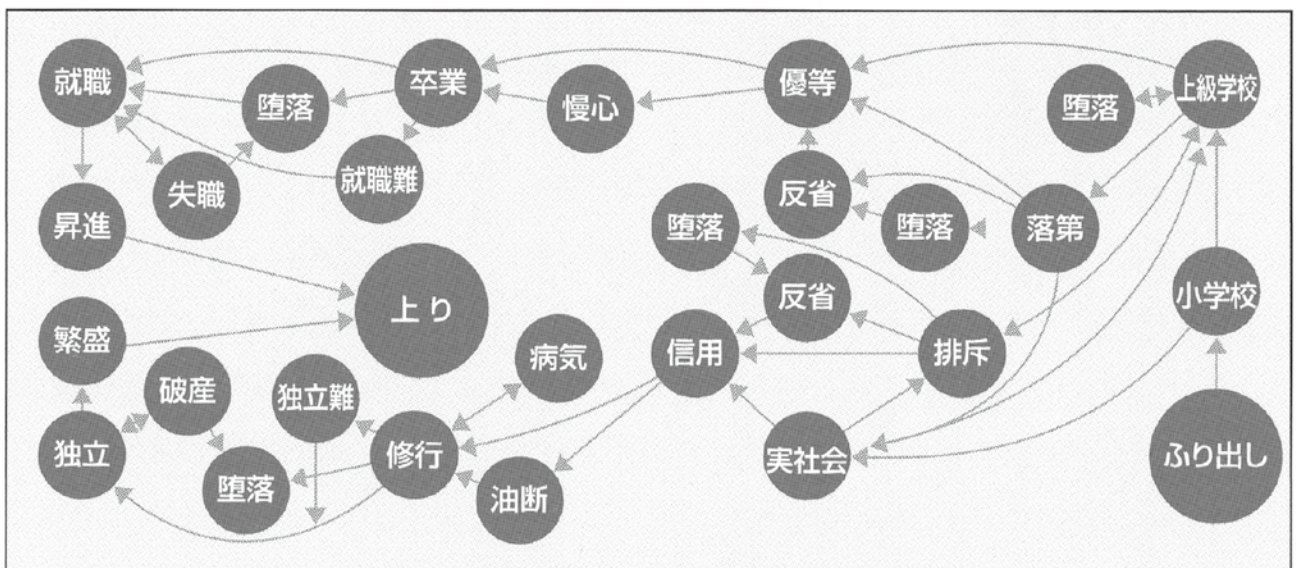 就職
堕落
卒業
慢心
優等
堕落
上級学校
失職
就職難
反省
昇進
堕落
堕落
落第
上り
反省
小学校
繁盛
病気
信用
排斥
破産
独立難
独立
堕落
修行
油断
実社会
ふり出し